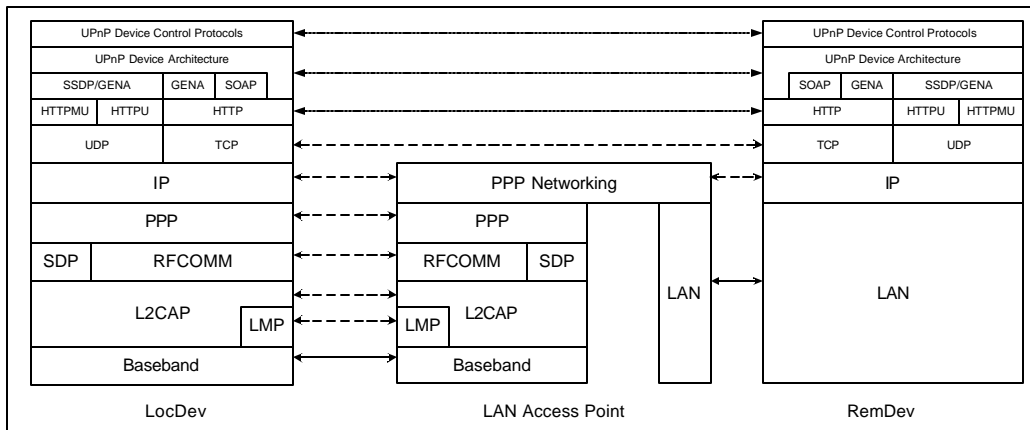 UPnP Device Control Protocols UPnP Device Control Protocols
UPnP Device Architecture UPnP Device Architecture
SSDP/GENA GENA SOAP SOAP GENA SSDP/GENA
HTTPMU HTTPU HTTP HTTP HTTPU HTTPMU
UDP TCP TCP UDP
IP PPP Networking IP
PPP PPP
SDP RFCOMM RFCOMM SDP
LAN LAN
L2CAP L2CAP
LMP LMP
Baseband Baseband
LocDev LAN Access Point RemDev